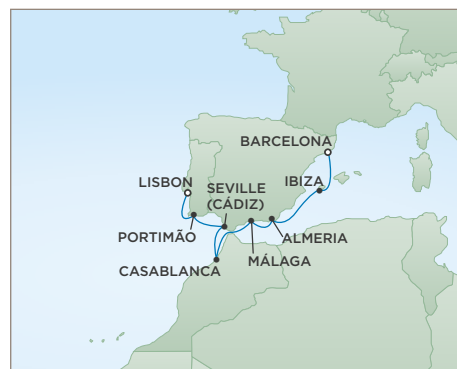 BARCELONA
LISBON
SEVILLE
(CÁDIZ)
IBIZA
PORTIMÃO
ALMERIA
MÁLAGA
CASABLANCA